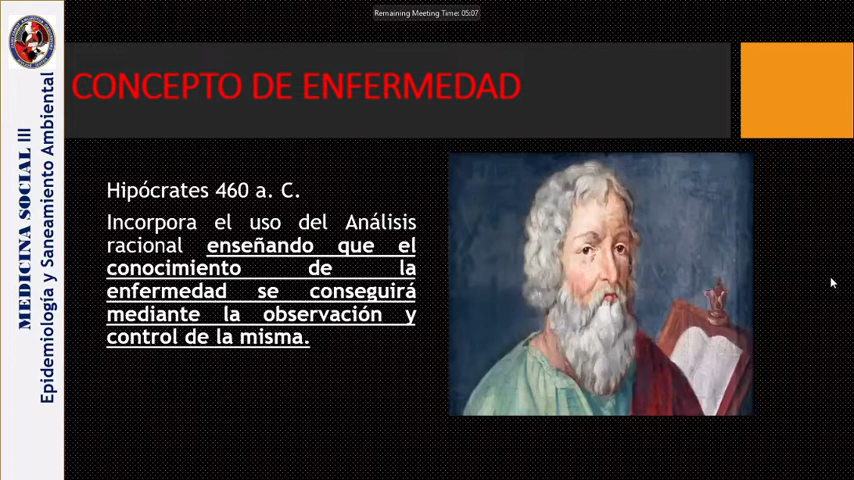 Remaining Meeting Time: 05:07
CONCEPTO DE ENFERMEDAD
MEDICINA SOCIAL III
Epidemiología y Saneamiento Ambiental
Hipócrates 460 a. C.
Incorpora el uso del Análisis
racional enseñando que el
conocimiento de la
enfermedad se conseguirá
mediante la observación y
control de la misma.